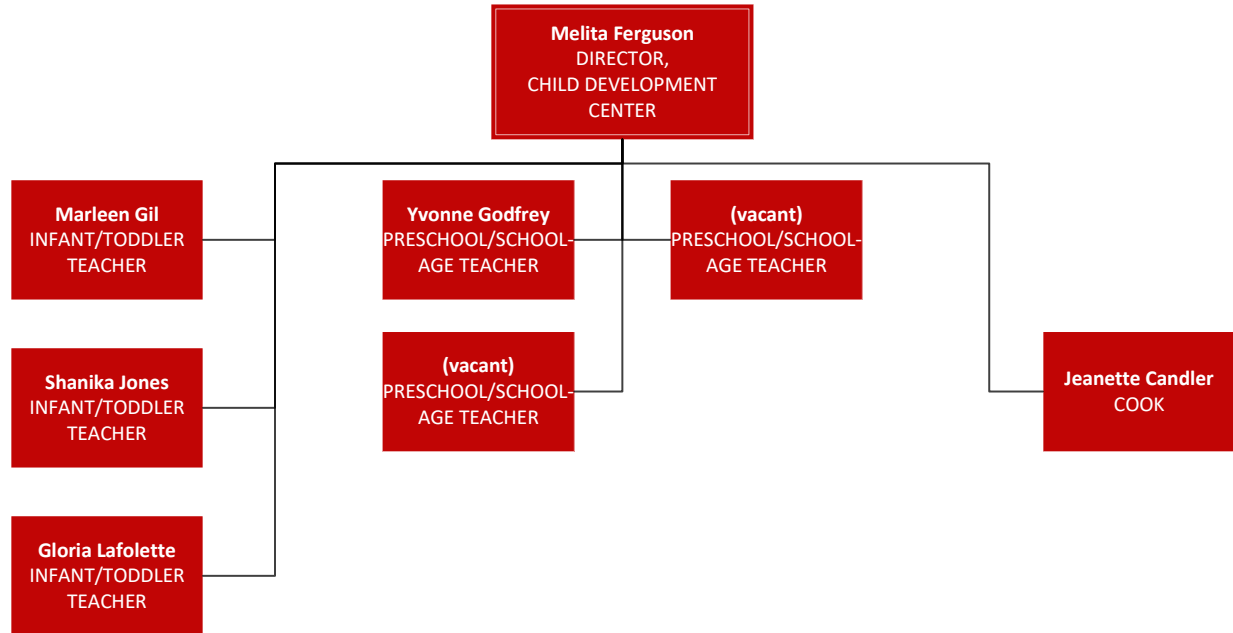 Melita Ferguson
DIRECTOR,
CHILD DEVELOPMENT
CENTER
Marleen Gil
INFANT/TODDLER
TEACHER
Yvonne Godfrey
PRESCHOOL/SCHOOL-
AGE TEACHER
(vacant)
PRESCHOOL/SCHOOL-
AGE TEACHER
Shanika Jones
INFANT/TODDLER
TEACHER
(vacant)
PRESCHOOL/SCHOOL-
AGE TEACHER
Jeanette Candler
COOK
Gloria Lafolette
INFANT/TODDLER
TEACHER